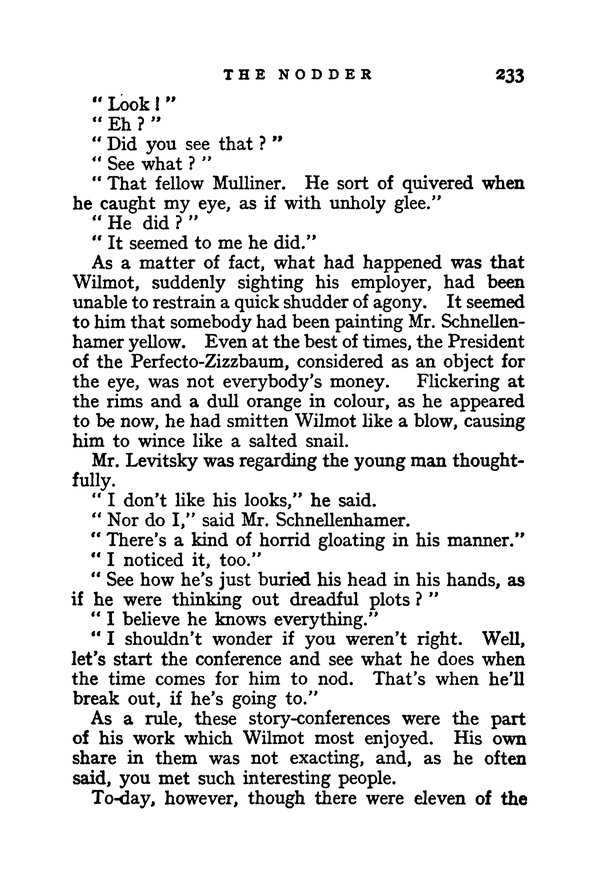 THE NODDER 233
" Look ! "
" Eh ? "
" Did you see that ? "
" See what ? "
" That fellow Mulliner. He sort of quivered when
he caught my eye, as if with unholy glee."
" He did ? "
" It seemed to me he did."
As a matter of fact, what had happened was that
Wilmot, suddenly sighting his employer, had been
unable to restrain a quick shudder of agony. It seemed
to him that somebody had been painting Mr. Schnellen-
hamer yellow. Even at the best of times, the President
of the Perfecto-Zizzbaum, considered as an object for
the eye, was not everybody's money. Flickering at
the rims and a dull orange in colour, as he appeared
to be now, he had smitten Wilmot like a blow, causing
him to wince like a salted snail.
Mr. Levitsky was regarding the young man thought-
fully.
" I don't like his looks," he said.
" Nor do I," said Mr. Schnellenhamer.
" There's a kind of horrid gloating in his manner."
" I noticed it, too."
" See how he's just buried his head in his hands, as
if he were thinking out dreadful plots ? "
" I believe he knows everything."
" I shouldn't wonder if you weren't right. Well,
let's start the conference and see what he does when
the time comes for him to nod. That's when he'll
break out, if he's going to."
As a rule, these story-conferences were the part
of his work which Wilmot most enjoyed. His own
share in them was not exacting, and, as he often
said, you met such interesting people.
To-day, however, though there were eleven of the